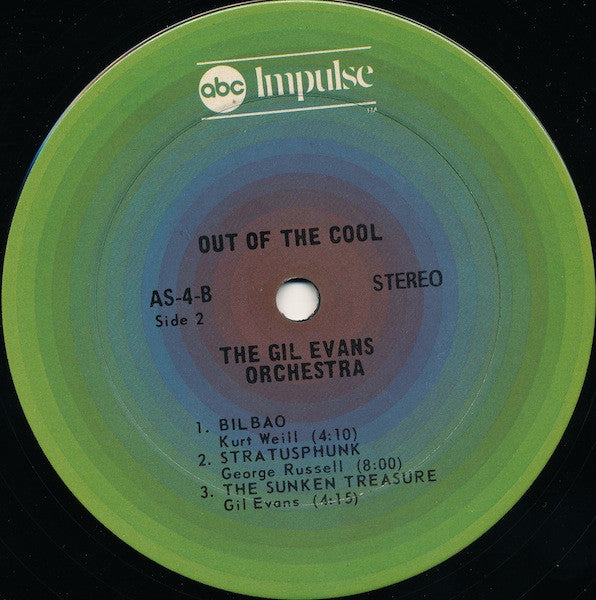 abc Impulse
OUT OF THE COOL
AS-4-B
STEREO
Side 2
THE GIL EVANS
ORCHESTRA
1. BILBAO
Kurt Weill (4:10)
2. STRATUSPHUNK
George Russell (8:00)
3. THE SUNKEN TREASURE
Gil Evans (4:15)